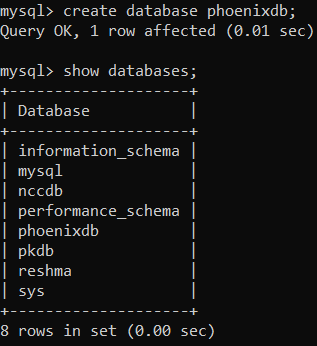 mysql> create database phoenixdb;
Query OK, 1 row affected (0.01 sec)

mysql> show databases;
+--------------------+
| Database           |
+--------------------+
| information_schema |
| mysql              |
| nccdb              |
| performance_schema |
| phoenixdb          |
| pkdb               |
| reshma             |
| sys                |
+--------------------+
8 rows in set (0.00 sec)